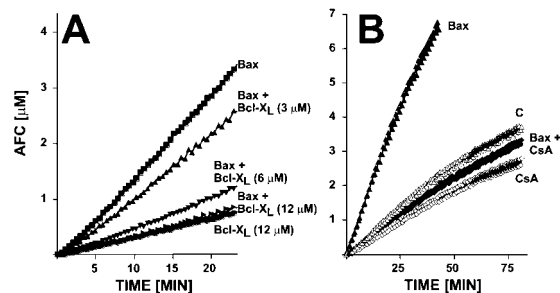 A
AFC [μM]
4
3
2
1
5
10
15
20
TIME [MIN]
Bax
Bax +
Bcl-XL (3 μM)
Bax +
Bcl-XL (6 μM)
Bax +
Bcl-XL (12 μM)
Bcl-XL (12 μM)
B
7
6
5
4
3
2
1
25
50
75
TIME [MIN]
Bax
C
Bax +
CsA
CsA